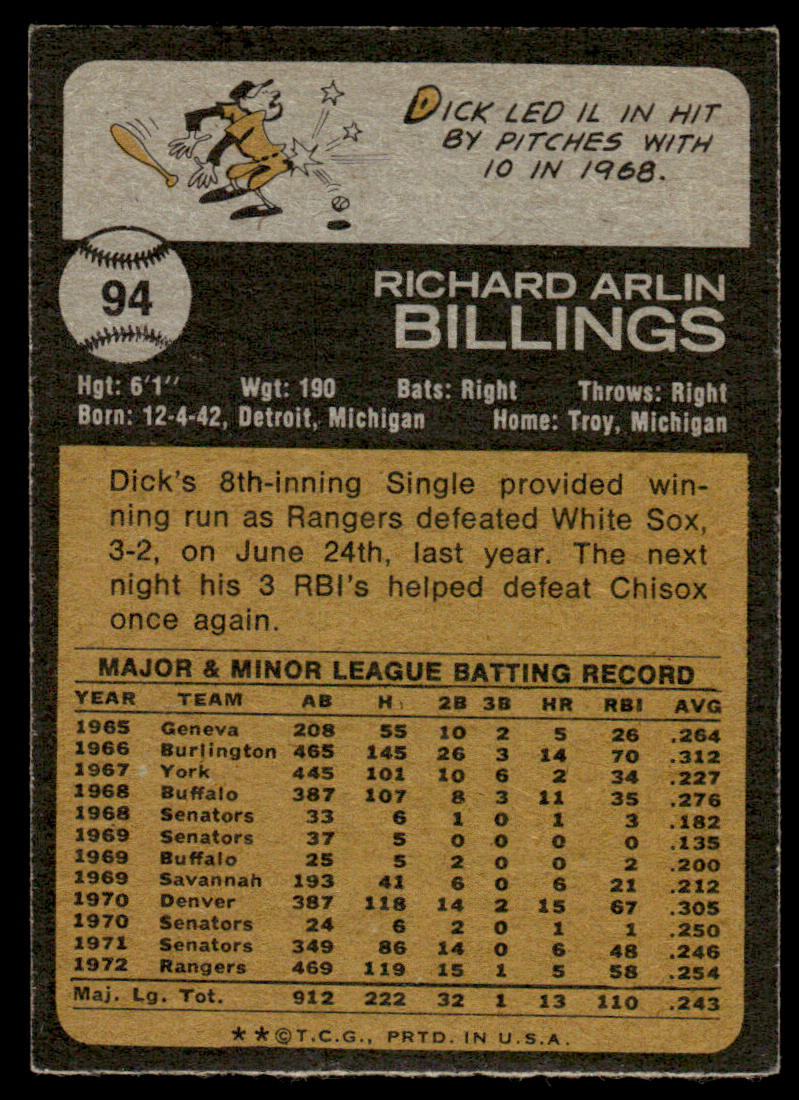 DICK LED IL IN HIT
BY PITCHES WITH
10 IN 1968.
94
RICHARD ARLIN
BILLINGS
Hgt: 6'1'' Wgt: 190 Bats: Right Throws: Right
Born: 12-4-42, Detroit, Michigan Home: Troy, Michigan
Dick's 8th-inning Single provided win-
ning run as Rangers defeated White Sox,
3-2, on June 24th, last year. The next
night his 3 RBI's helped defeat Chisox
once again.
MAJOR & MINOR LEAGUE BATTING RECORD
YEAR TEAM AB H 2B 3B HR RBI AVG
1965 Geneva 208 55 10 2 5 26 .264
1966 Burlington 465 145 26 3 14 70 .312
1967 York 445 101 10 6 2 34 .227
1968 Buffalo 387 107 8 3 11 35 .276
1968 Senators 33 6 1 0 1 3 .182
1969 Senators 37 5 0 0 0 0 .135
1969 Buffalo 25 5 2 0 0 2 .200
1969 Savannah 193 41 6 0 6 21 .212
1970 Denver 387 118 14 2 15 67 .305
1970 Senators 24 6 2 0 1 1 .250
1971 Senators 349 86 14 0 6 48 .246
1972 Rangers 469 119 15 1 5 58 .254
Maj. Lg. Tot. 912 222 32 1 13 110 .243
**©T.C.G., PRTD. IN U.S.A.